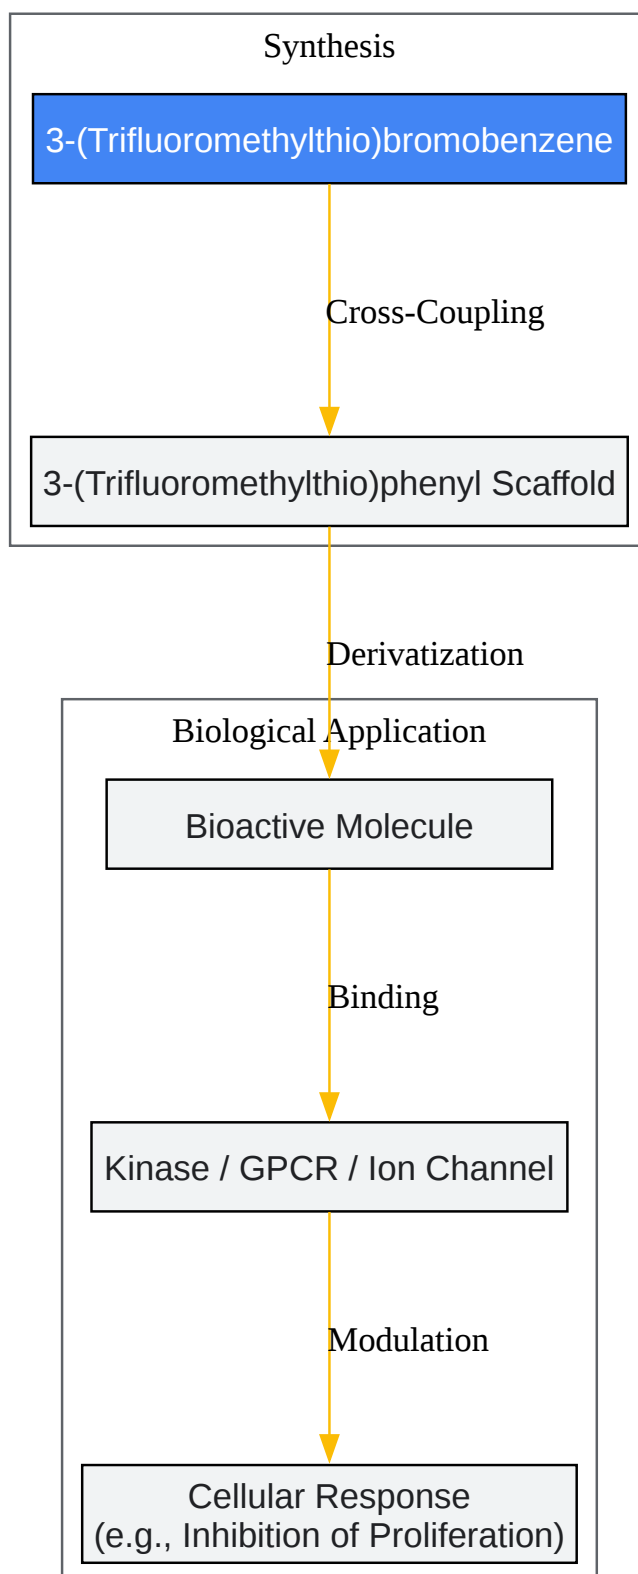 Synthesis
3-(Trifluoromethylthio)bromobenzene
Cross-Coupling
3-(Trifluoromethylthio)phenyl Scaffold
Derivatization
Biological Application
Bioactive Molecule
Binding
Kinase / GPCR / Ion Channel
Modulation
Cellular Response
(e.g., Inhibition of Proliferation)